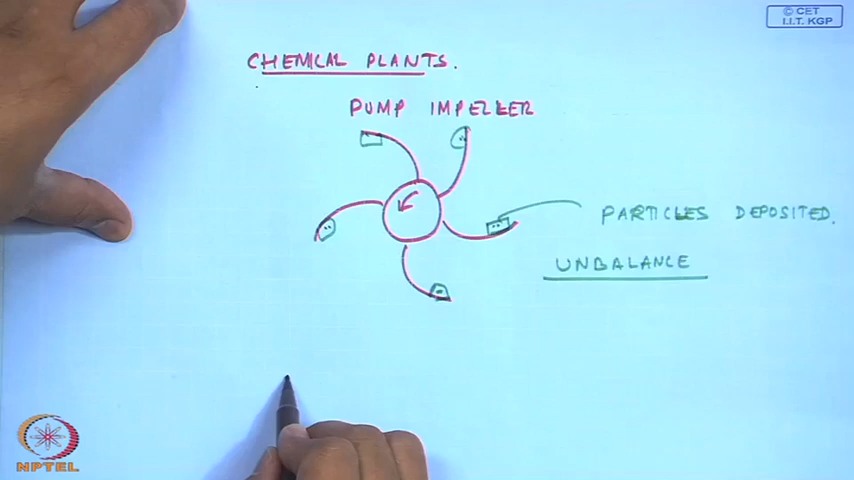 © CET
I.I.T. KGP
CHEMICAL PLANTS.
PUMP IMPELLER
PARTICLES DEPOSITED.
UNBALANCE
NPTEL